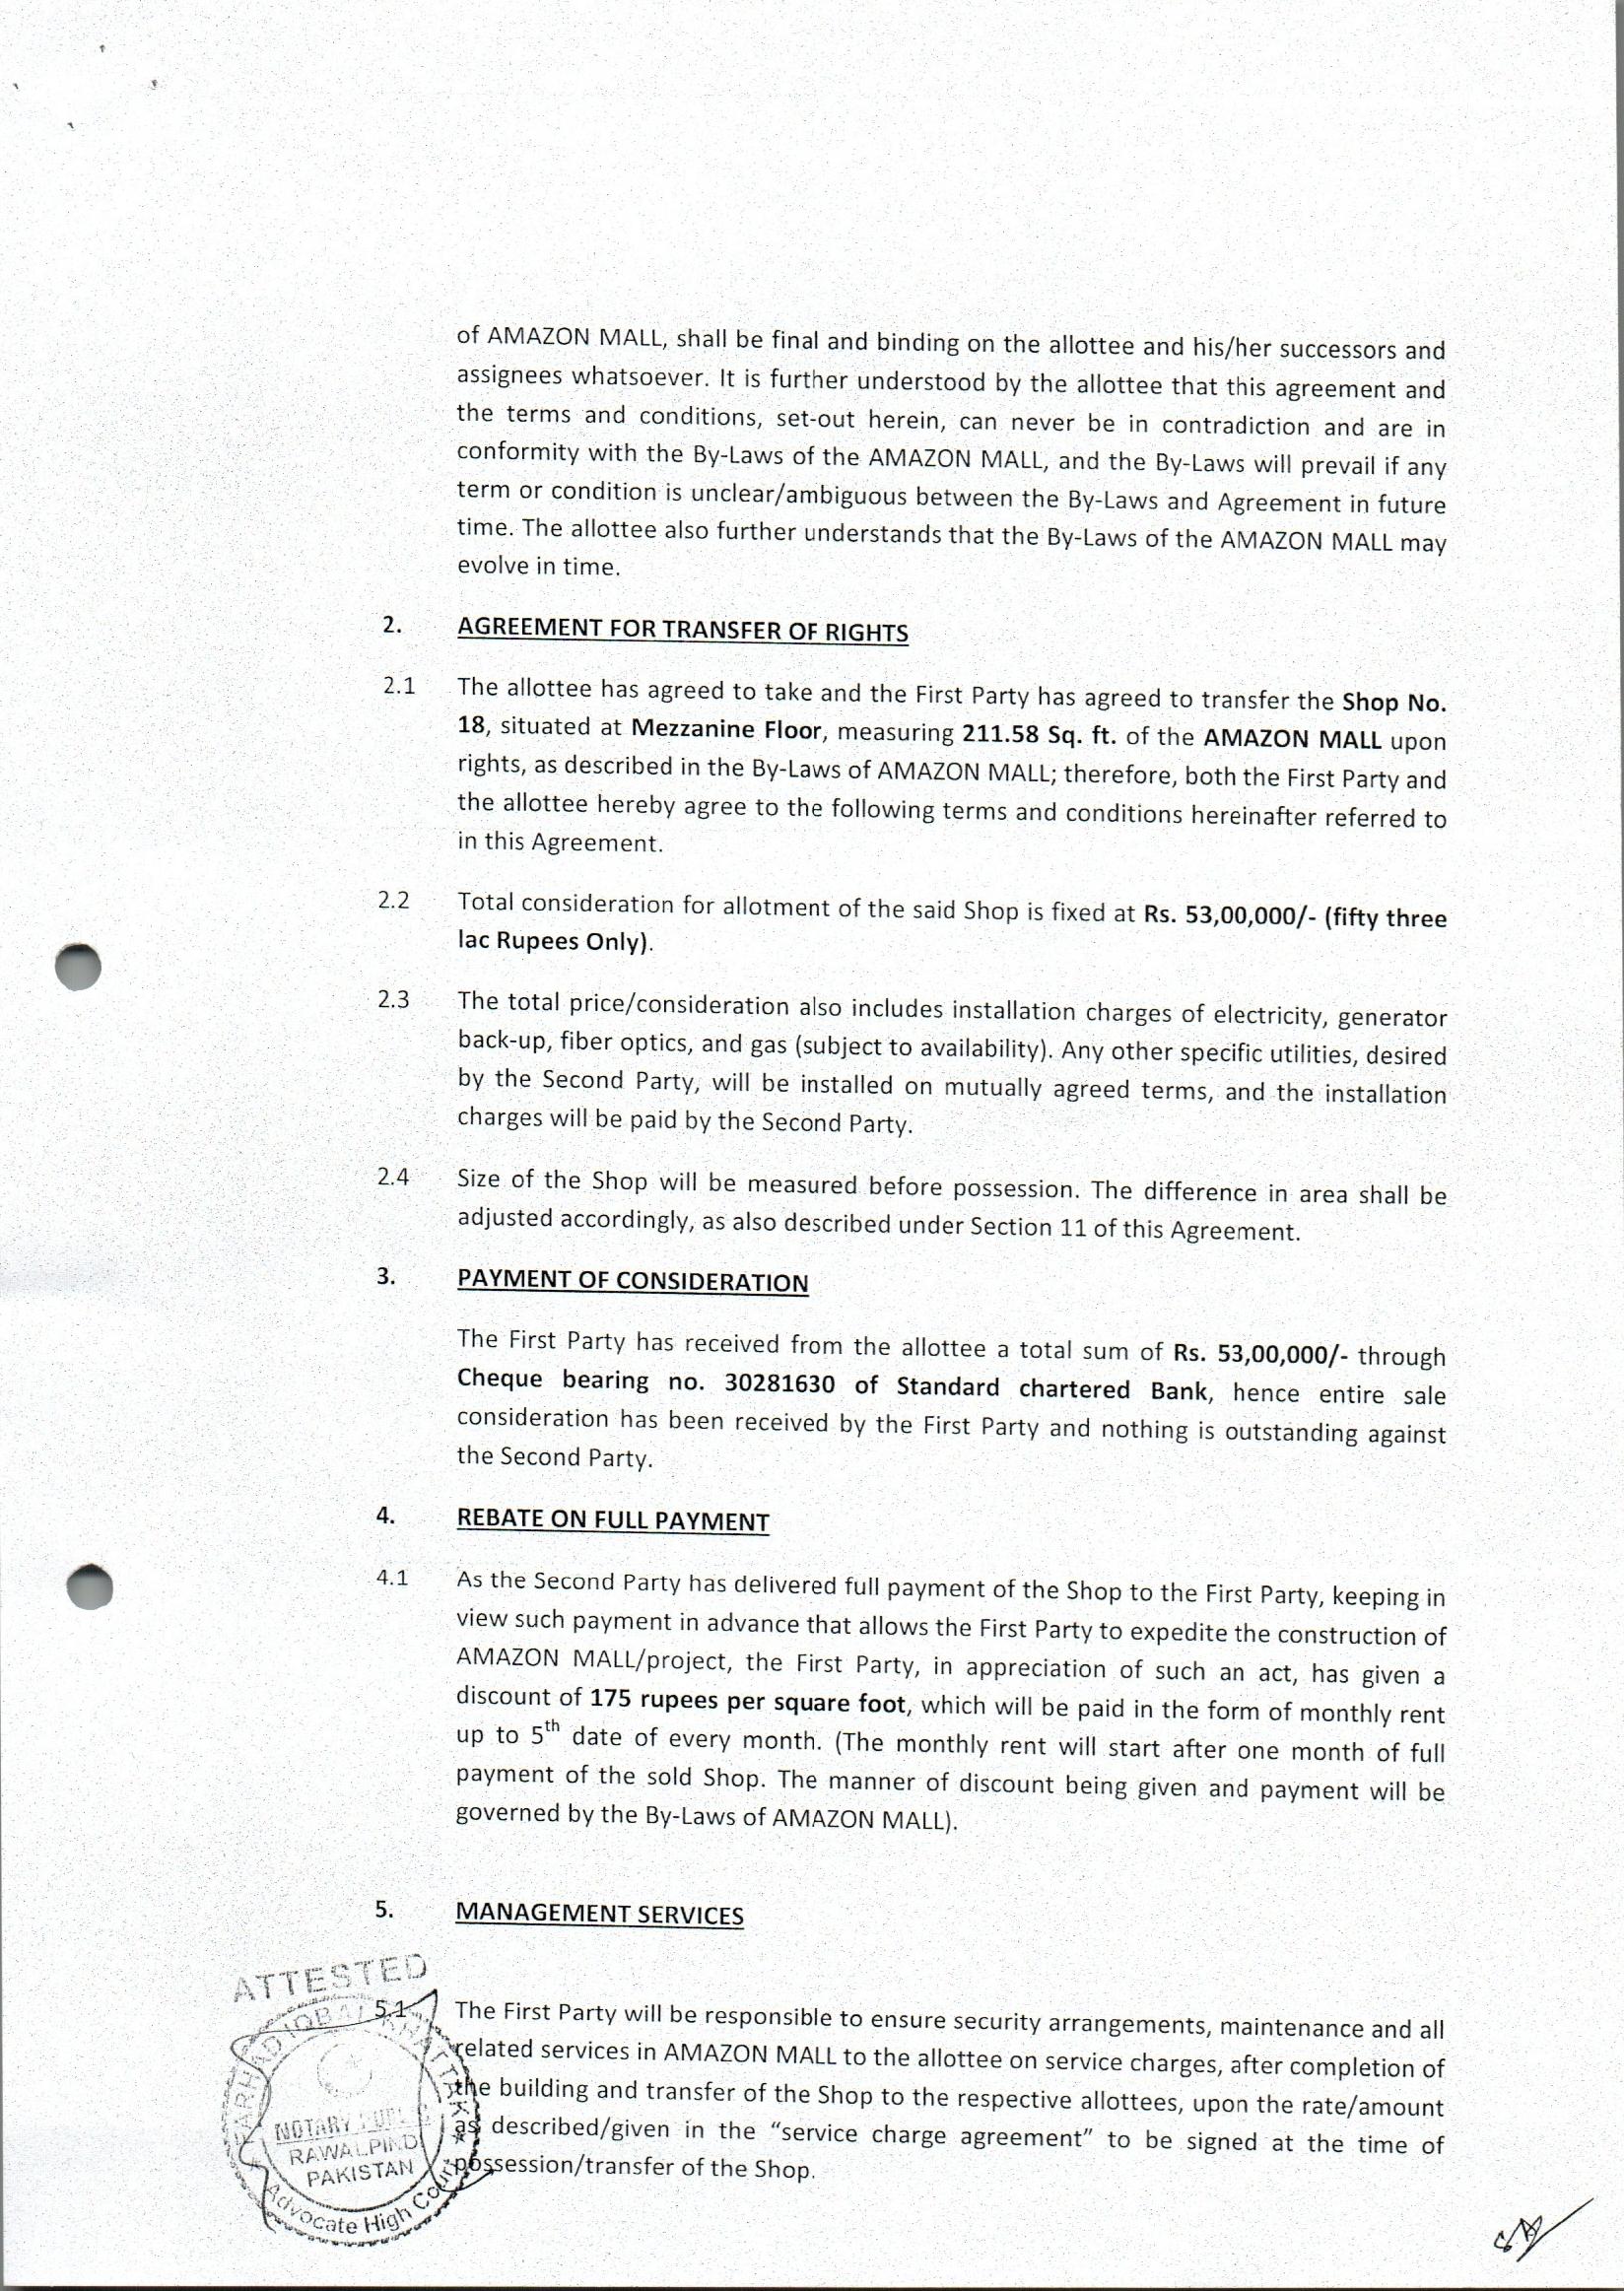 of AMAZON MALL, shall be final and binding on the allottee and his/her successors and
assignees whatsoever. It is further understood by the allottee that this agreement and
the terms and conditions, set-out herein, can never be in contradiction and are in
conformity with the By-Laws of the AMAZON MALL, and the By-Laws will prevail if any
term or condition is unclear/ambiguous between the By-Laws and Agreement in future
time. The allottee also further understands that the By-Laws of the AMAZON MALL may
evolve in time.
2. AGREEMENT FOR TRANSFER OF RIGHTS
2.1 The allottee has agreed to take and the First Party has agreed to transfer the Shop No.
18, situated at Mezzanine Floor, measuring 211.58 Sq. ft. of the AMAZON MALL upon
rights, as described in the By-Laws of AMAZON MALL; therefore, both the First Party and
the allottee hereby agree to the following terms and conditions hereinafter referred to
in this Agreement.
2.2 Total consideration for allotment of the said Shop is fixed at Rs. 53,00,000/- (fifty three
lac Rupees Only).
2.3 The total price/consideration also includes installation charges of electricity, generator
back-up, fiber optics, and gas (subject to availability). Any other specific utilities, desired
by the Second Party, will be installed on mutually agreed terms, and the installation
charges will be paid by the Second Party.
2.4 Size of the Shop will be measured before possession. The difference in area shall be
adjusted accordingly, as also described under Section 11 of this Agreement.
3. PAYMENT OF CONSIDERATION
The First Party has received from the allottee a total sum of Rs. 53,00,000/- through
Cheque bearing no. 30281630 of Standard chartered Bank, hence entire sale
consideration has been received by the First Party and nothing is outstanding against
the Second Party.
4. REBATE ON FULL PAYMENT
4.1 As the Second Party has delivered full payment of the Shop to the First Party, keeping in
view such payment in advance that allows the First Party to expedite the construction of
AMAZON MALL/project, the First Party, in appreciation of such an act, has given a
discount of 175 rupees per square foot, which will be paid in the form of monthly rent
up to 5th date of every month. (The monthly rent will start after one month of full
payment of the sold Shop. The manner of discount being given and payment will be
governed by the By-Laws of AMAZON MALL).
5. MANAGEMENT SERVICES
ATTESTED
5.1 The First Party will be responsible to ensure security arrangements, maintenance and all
related services in AMAZON MALL to the allottee on service charges, after completion of
the building and transfer of the Shop to the respective allottees, upon the rate/amount
as described/given in the “service charge agreement” to be signed at the time of
possession/transfer of the Shop.
NOTARY PUBLIC
RAWALPINDI
PAKISTAN
Advocate High Court